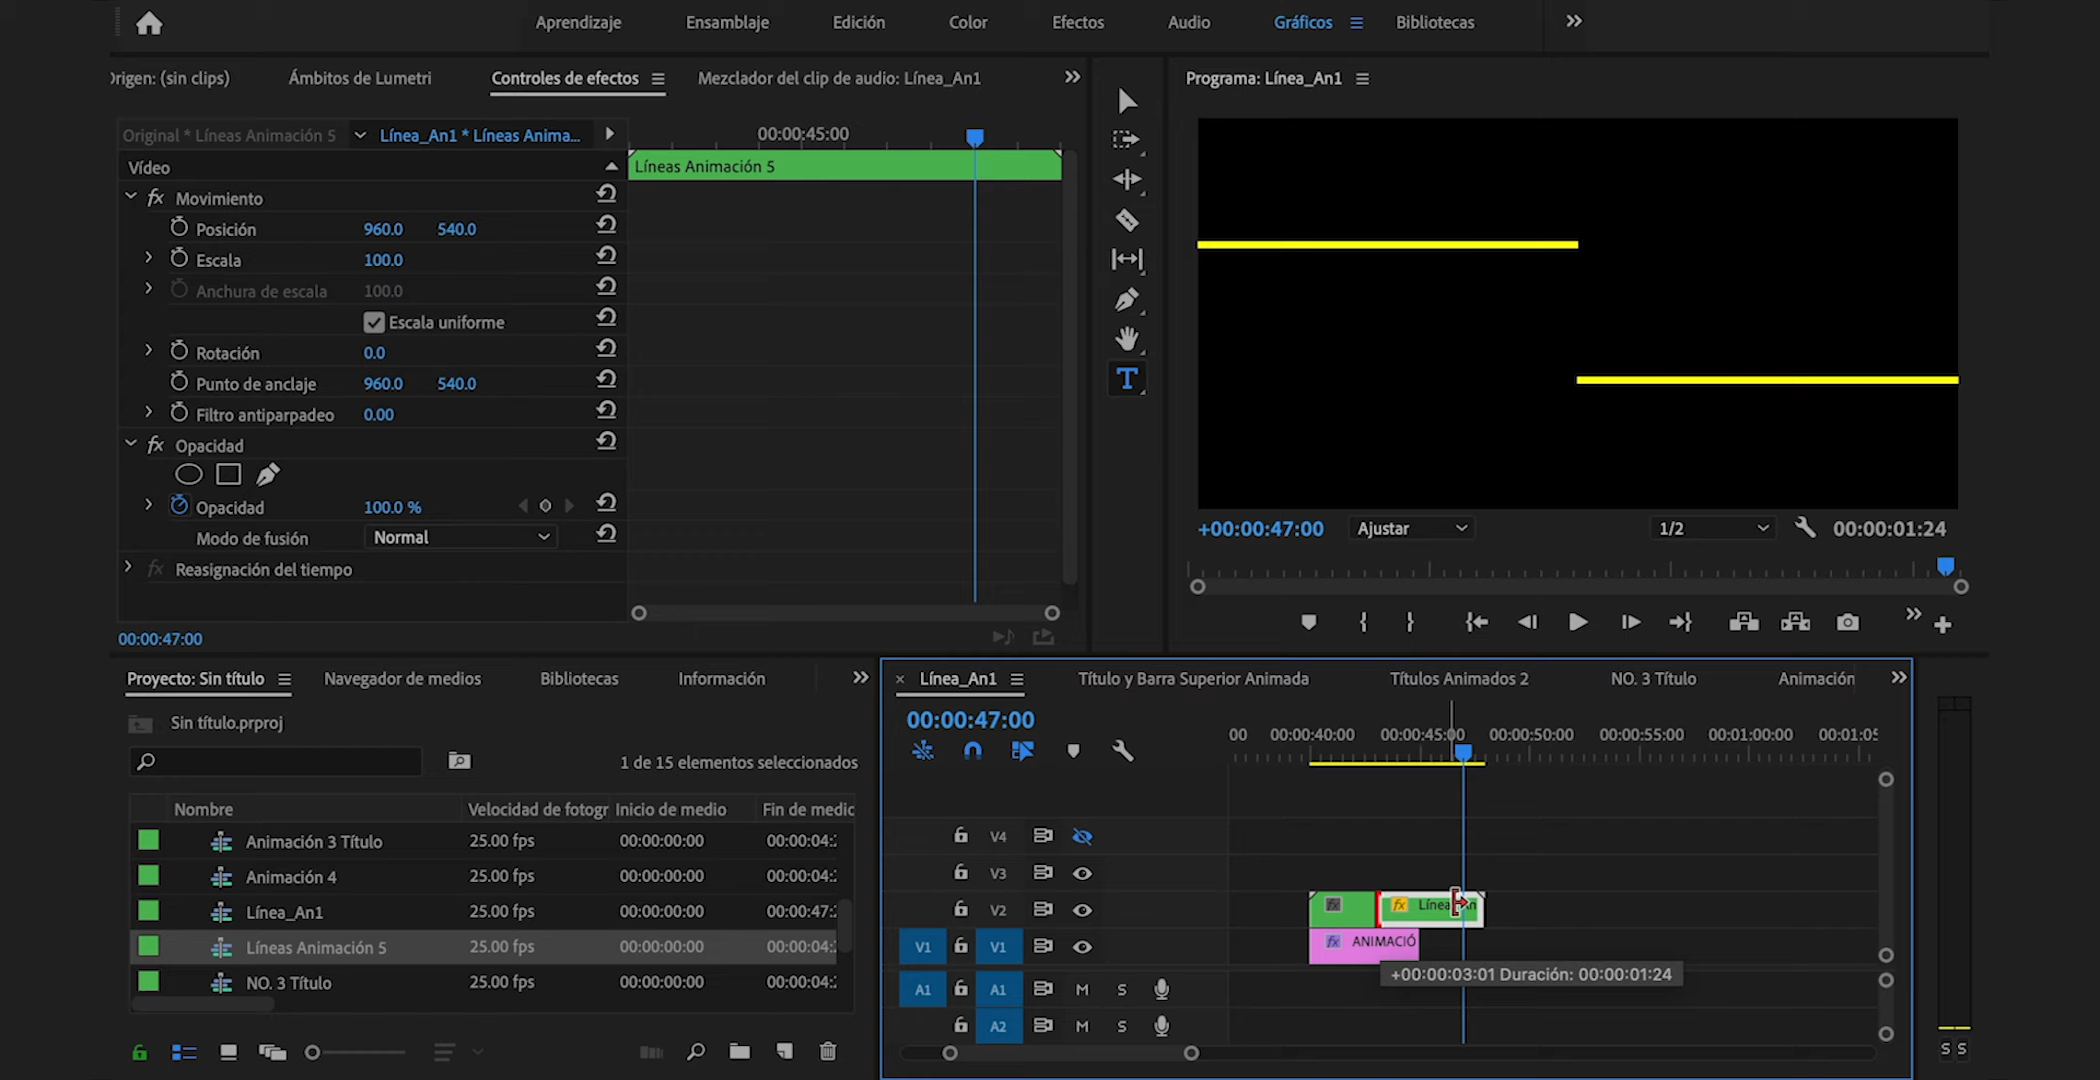 Aprendizaje Ensamblaje Edición Color Efectos Audio Gráficos Bibliotecas
Origen: (sin clips) Ámbitos de Lumetri Controles de efectos Mezclador del clip de audio: Línea_An1
Original * Líneas Animación 5 Línea_An1 * Líneas Anima...
Vídeo
fx Movimiento
Posición 960.0 540.0
Escala 100.0
Anchura de escala 100.0
Escala uniforme
Rotación 0.0
Punto de anclaje 960.0 540.0
Filtro antiparpadeo 0.00
fx Opacidad
Opacidad 100.0 %
Modo de fusión Normal
fx Reasignación del tiempo
00:00:47:00
00:00:45:00
Líneas Animación 5
T
Programa: Línea_An1
+00:00:47:00 Ajustar 1/2 00:00:01:24
Proyecto: Sin título Navegador de medios Bibliotecas Información
Sin título.prproj
1 de 15 elementos seleccionados
Nombre Velocidad de fotogr Inicio de medio Fin de medio
Animación 3 Título 25.00 fps 00:00:00:00 00:00:04:
Animación 4 25.00 fps 00:00:00:00 00:00:04:
Línea_An1 25.00 fps 00:00:00:00 00:00:47:
Líneas Animación 5 25.00 fps 00:00:00:00 00:00:04:
NO. 3 Título 25.00 fps 00:00:00:00 00:00:04:
× Línea_An1 Título y Barra Superior Animada Títulos Animados 2 NO. 3 Título Animación
00:00:47:00
00 00:00:40:00 00:00:45:00 00:00:50:00 00:00:55:00 00:01:00:00 00:01:05
V4
V3
V2 fx fx Línea_An
V1 V1 fx ANIMACIÓ
+00:00:03:01 Duración: 00:00:01:24
A1 A1 M S
A2 M S
S S